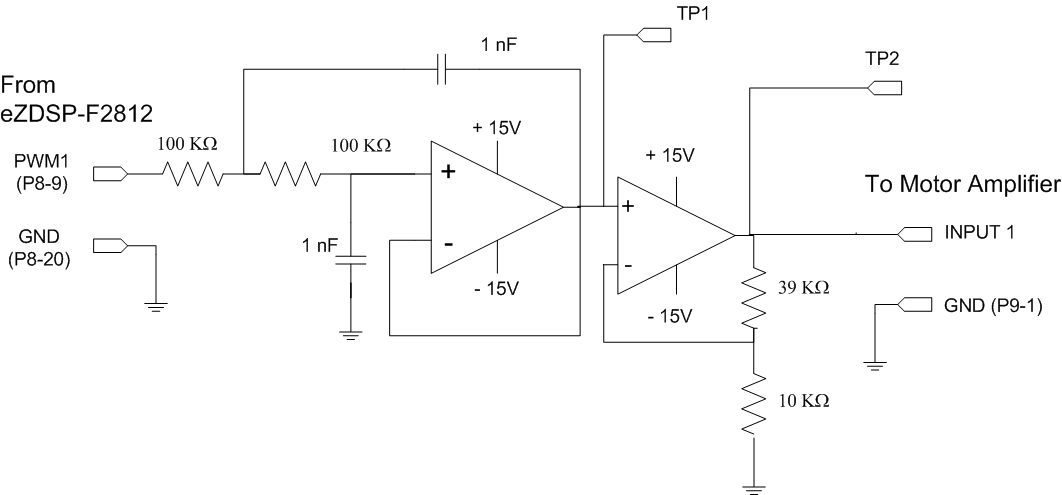 TP1
1 nF
TP2
From
eZDSP-F2812
+ 15V
100 KΩ
100 KΩ
PWM1
(P8-9)
+
+ 15V
To Motor Amplifier
+
GND
(P8-20)
1 nF
-
INPUT 1
-
- 15V
39 KΩ
GND (P9-1)
- 15V
10 KΩ